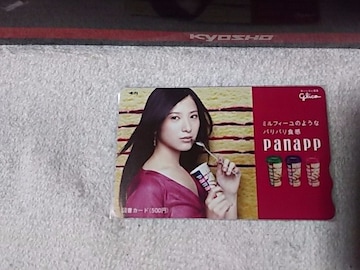 KYOSHO
Glico
ミルフィーユのような
パリパリ食感
PANAPP
図書カード(500円)